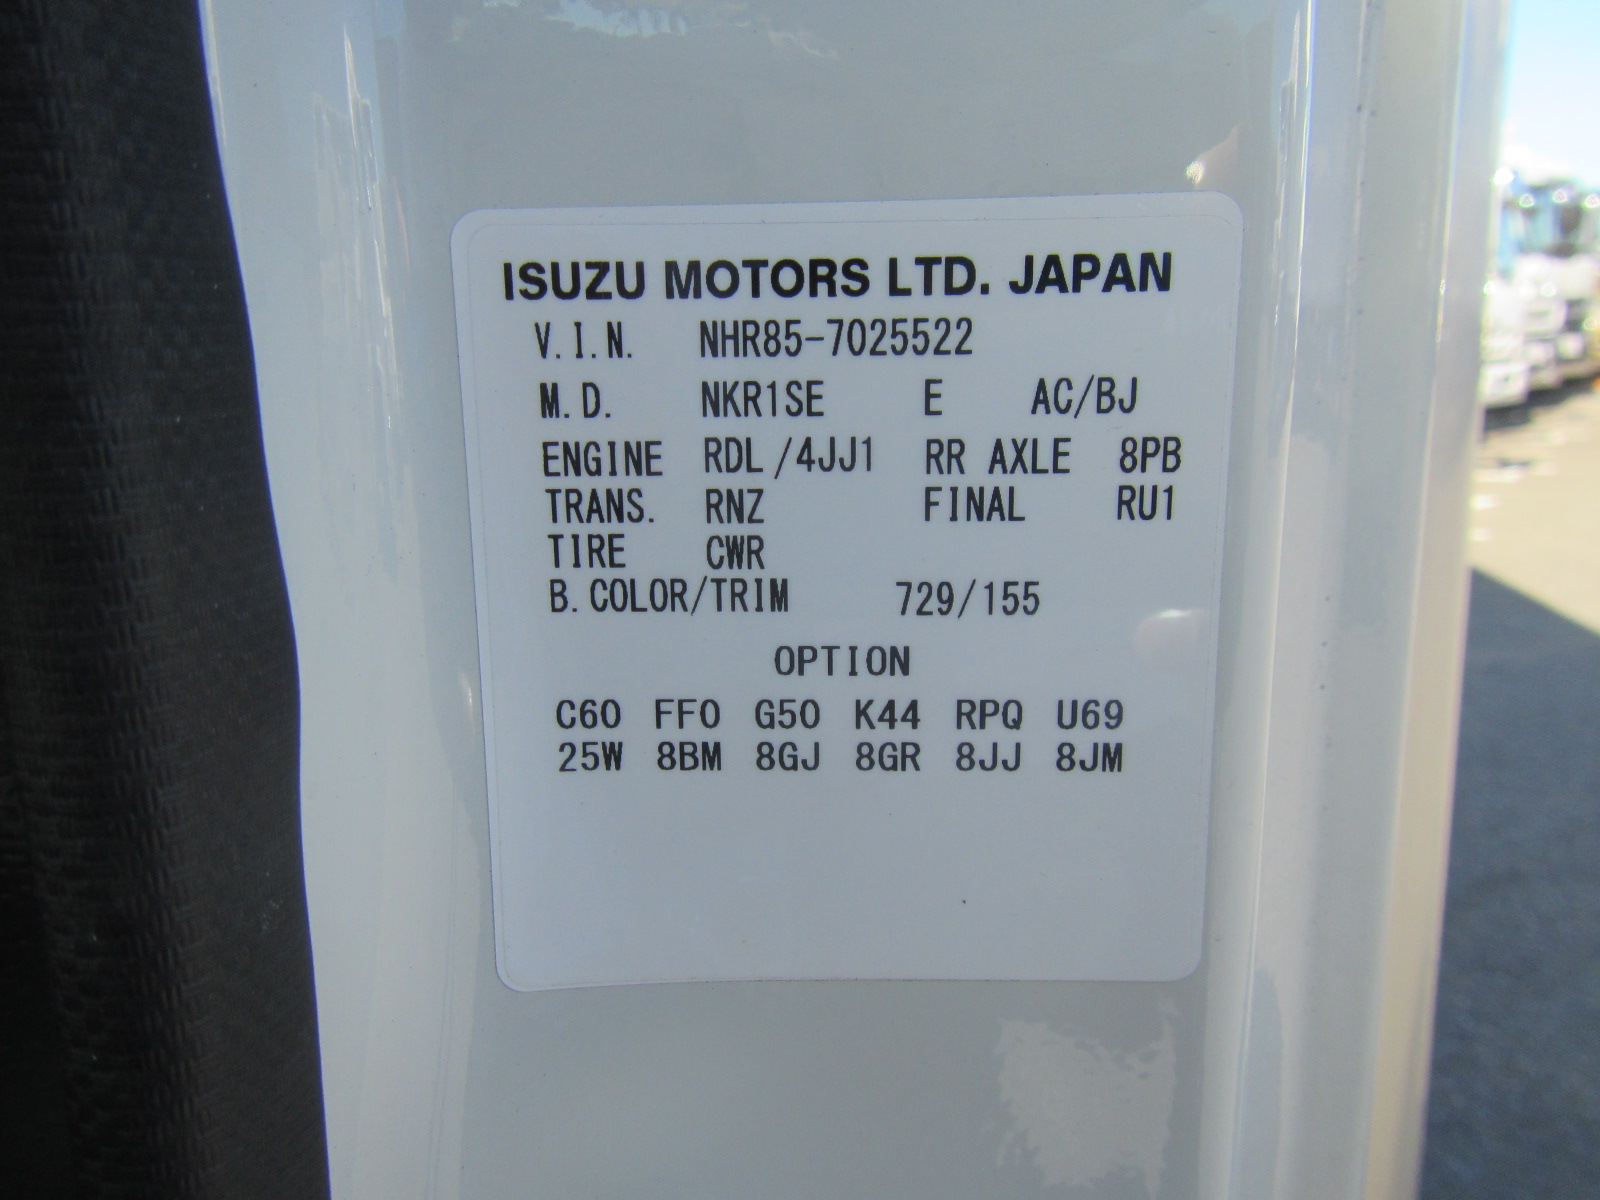 ISUZU MOTORS LTD. JAPAN
V.I.N. NHR85-7025522
M.D. NKR1SE E AC/BJ
ENGINE RDL/4JJ1 RR AXLE 8PB
TRANS. RNZ FINAL RU1
TIRE CWR
B.COLOR/TRIM 729/155
OPTION
C60 FF0 G50 K44 RPQ U69
25W 8BM 8GJ 8GR 8JJ 8JM